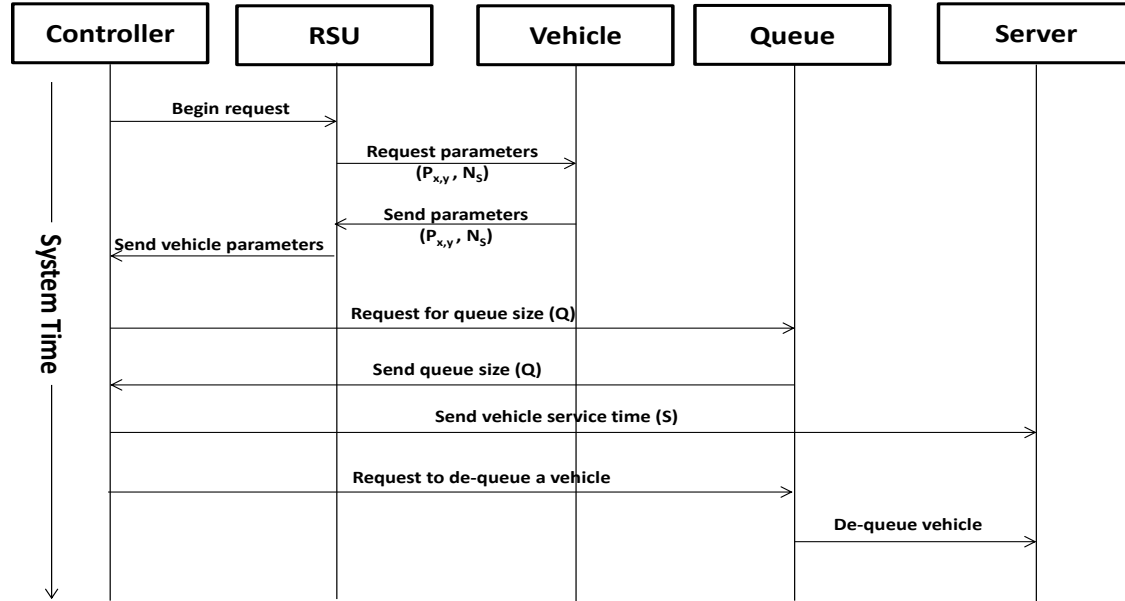 Controller
RSU
Vehicle
Queue
Server
System Time
Begin request
Request parameters
(Px,y , NS)
Send parameters
(Px,y , NS)
Send vehicle parameters
Request for queue size (Q)
Send queue size (Q)
Send vehicle service time (S)
Request to de-queue a vehicle
De-queue vehicle